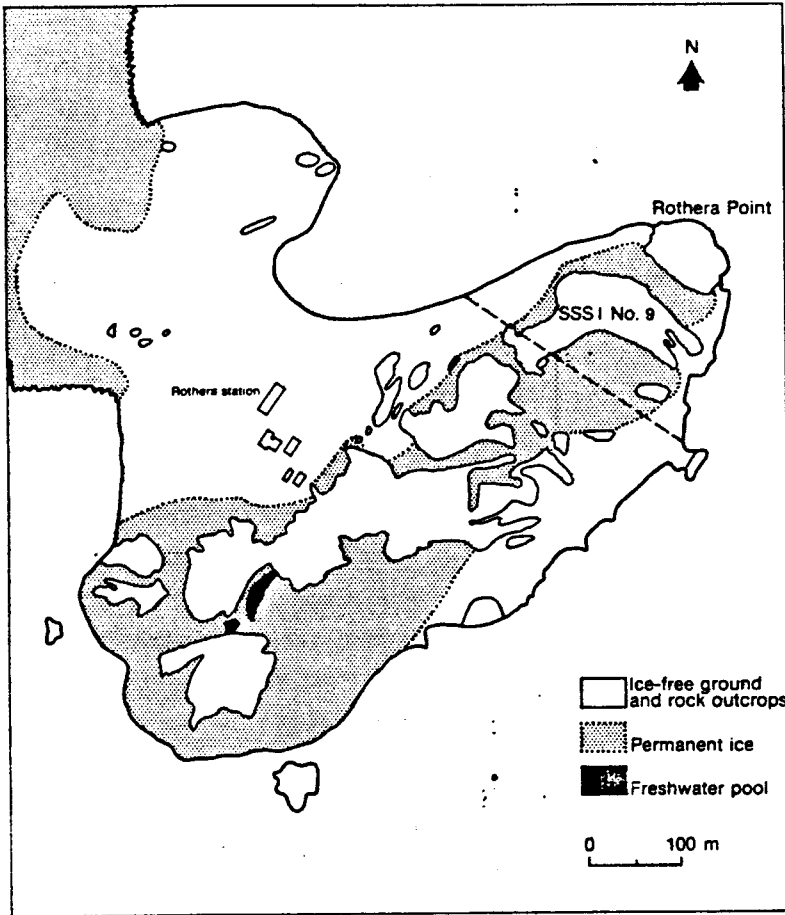 N
Rothera Point
SSSI No. 9
Rothera station
Ice-free ground
and rock outcrops
Permanent ice
Freshwater pool
0 100 m